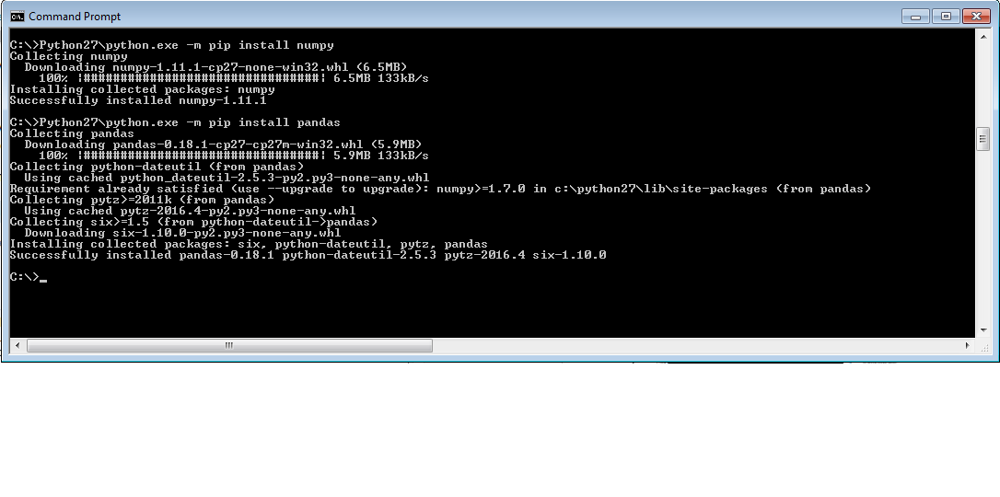 Command Prompt
C:\>Python27\python.exe -m pip install numpy
Collecting numpy
  Downloading numpy-1.11.1-cp27-none-win32.whl (6.5MB)
    100% |################################| 6.5MB 133kB/s
Installing collected packages: numpy
Successfully installed numpy-1.11.1
C:\>Python27\python.exe -m pip install pandas
Collecting pandas
  Downloading pandas-0.18.1-cp27-cp27m-win32.whl (5.9MB)
    100% |################################| 5.9MB 133kB/s
Collecting python-dateutil (from pandas)
  Using cached python_dateutil-2.5.3-py2.py3-none-any.whl
Requirement already satisfied (use --upgrade to upgrade): numpy>=1.7.0 in c:\python27\lib\site-packages (from pandas)
Collecting pytz>=2011k (from pandas)
  Using cached pytz-2016.4-py2.py3-none-any.whl
Collecting six>=1.5 (from python-dateutil->pandas)
  Downloading six-1.10.0-py2.py3-none-any.whl
Installing collected packages: six, python-dateutil, pytz, pandas
Successfully installed pandas-0.18.1 python-dateutil-2.5.3 pytz-2016.4 six-1.10.0
C:\>_